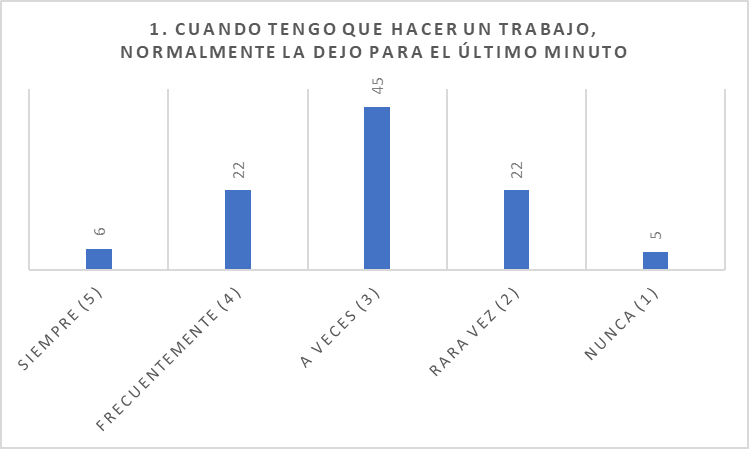 1. CUANDO TENGO QUE HACER UN TRABAJO,
NORMALMENTE LA DEJO PARA EL ÚLTIMO MINUTO
6
22
45
22
5
SIEMPRE (5)
FRECUENTEMENTE (4)
A VECES (3)
RARA VEZ (2)
NUNCA (1)